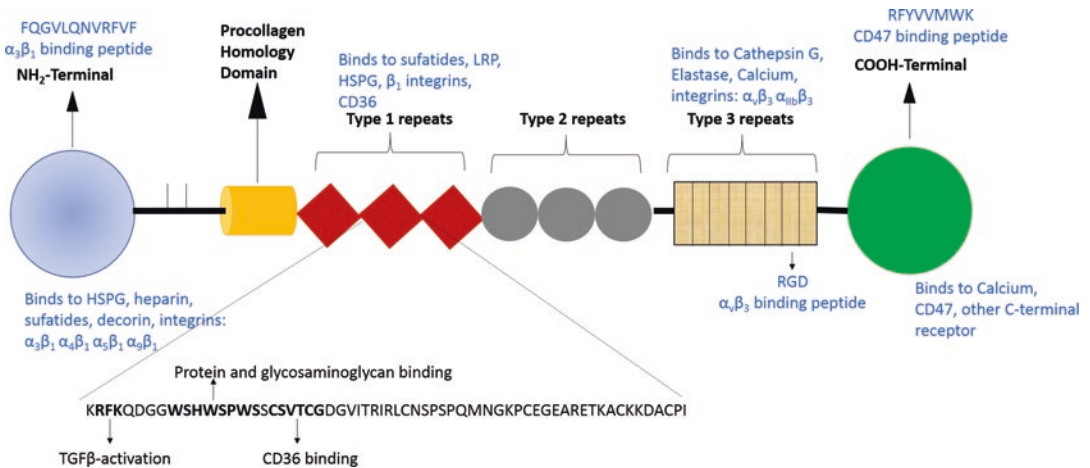 FQGVLQNVRFVF
α₃β₁ binding peptide
NH₂-Terminal
Procollagen
Homology
Domain
Binds to sufatides, LRP,
HSPG, β₁ integrins,
CD36
Type 1 repeats
Type 2 repeats
Binds to Cathepsin G,
Elastase, Calcium,
integrins: αᵥβ₃ α_IIb β₃
Type 3 repeats
RFYVVMWK
CD47 binding peptide
COOH-Terminal
Binds to HSPG, heparin,
sufatides, decorin, integrins:
α₃β₁ α₄β₁ α₅β₁ α₉β₁
RGD
αᵥβ₃ binding peptide
Binds to Calcium,
CD47, other C-terminal
receptor
Protein and glycosaminoglycan binding
KRFKQDGGWSHWSPWSSCSVTCGDGVITRIRLCNSPSPQMNGKPCEGEARETKACKKDACPI
TGFβ-activation
CD36 binding